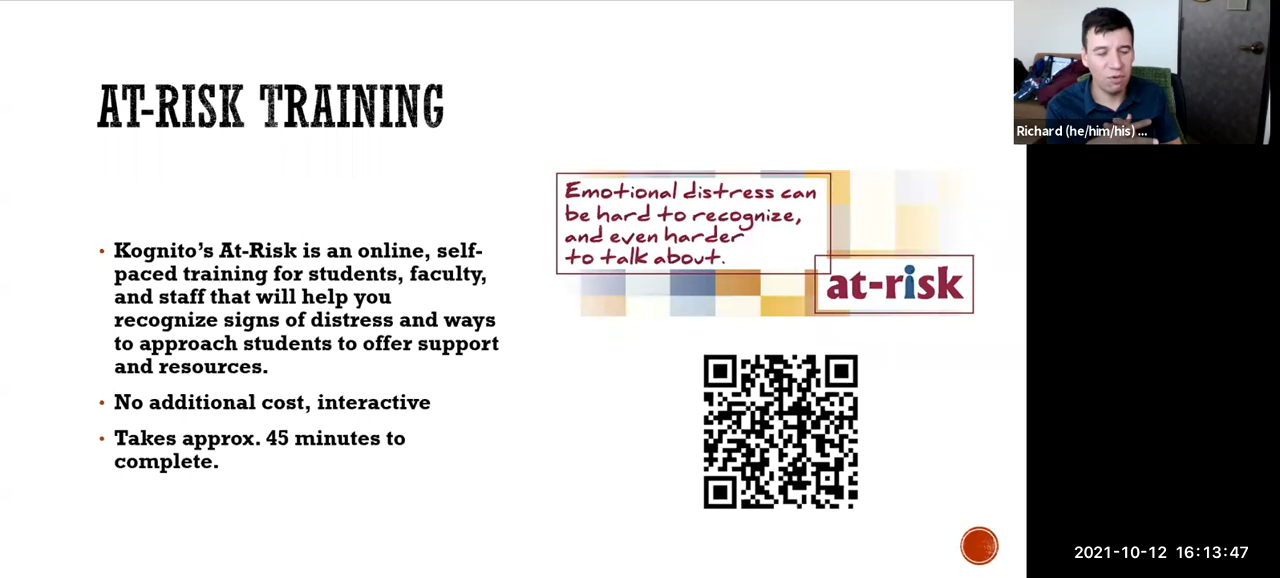 AT-RISK TRAINING
• Kognito’s At-Risk is an online, self-
paced training for students, faculty,
and staff that will help you
recognize signs of distress and ways
to approach students to offer support
and resources.
• No additional cost, interactive
• Takes approx. 45 minutes to
complete.
Emotional distress can
be hard to recognize,
and even harder
to talk about.
at-risk
Richard (he/him/his) ...
2021-10-12 16:13:47